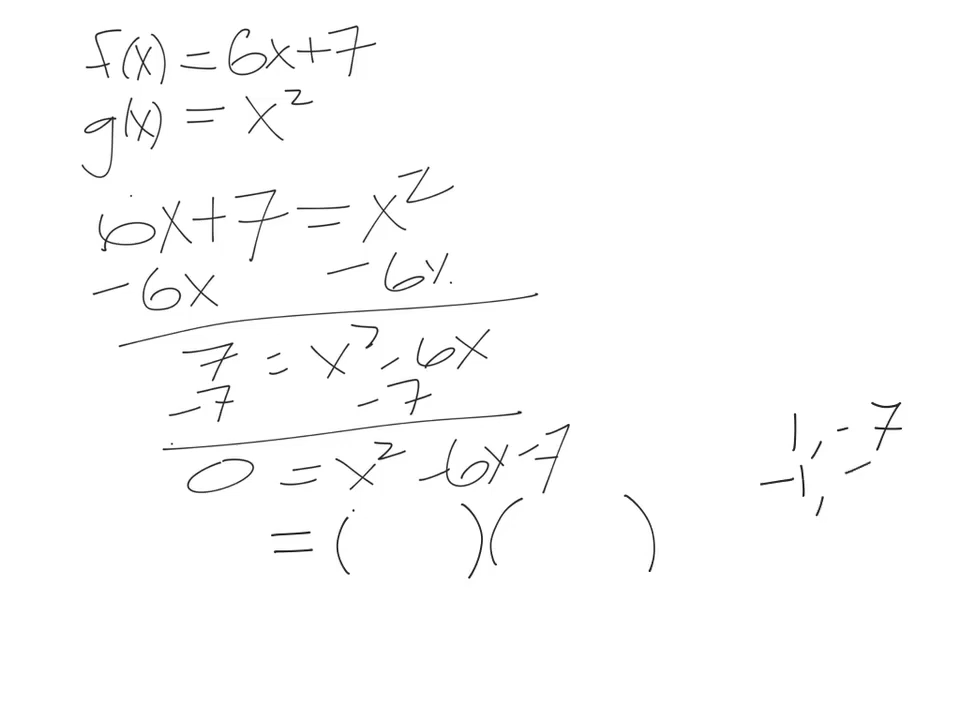 f(x) = 6x+7
g(x) = x²
6x+7 = x²
-6x -6x
7 = x² - 6x
-7 -7
0 = x² - 6x - 7
= ( )( )
1, -7
-1, -